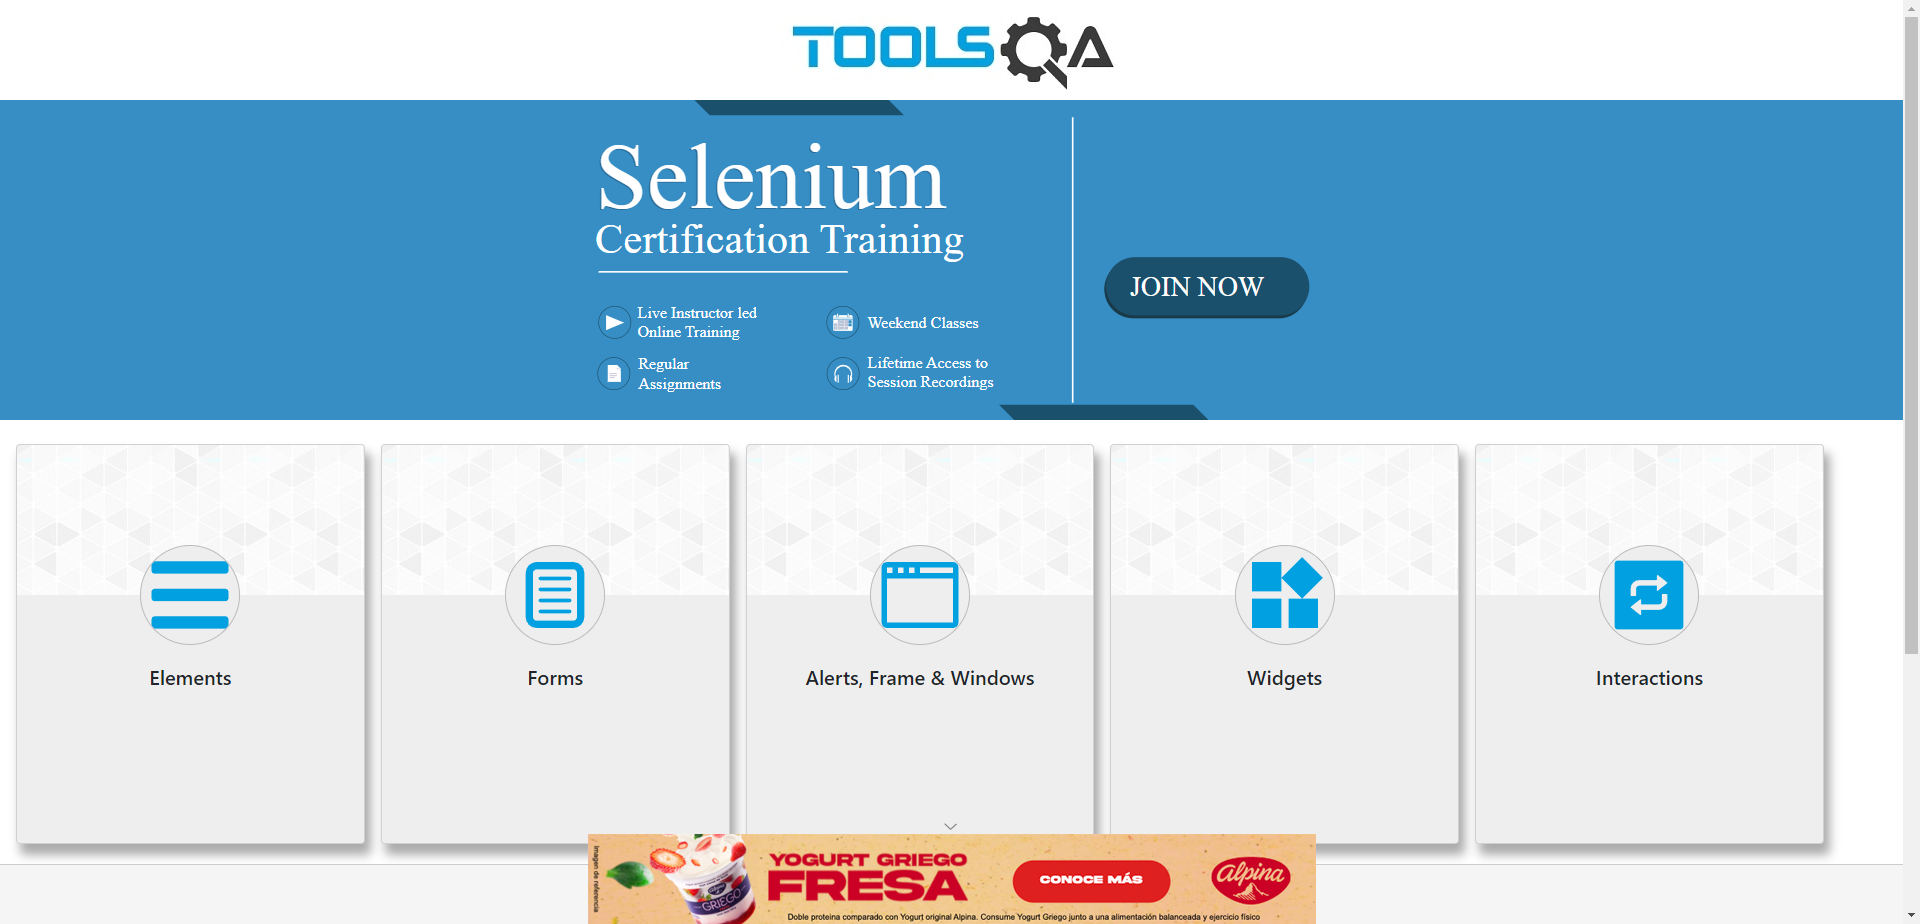 TOOLSQA
Selenium
Certification Training
Live Instructor led
Online Training
Weekend Classes
Regular
Assignments
Lifetime Access to
Session Recordings
JOIN NOW
Elements
Forms
Alerts, Frame & Windows
Widgets
Interactions
Imagen de referencia
Alpina
GRIEGO
YOGURT GRIEGO
FRESA
CONOCE MÁS
Alpina
Doble proteina comparado con Yogurt original Alpina. Consume Yogurt Griego junto a una alimentación balanceada y ejercicio físico